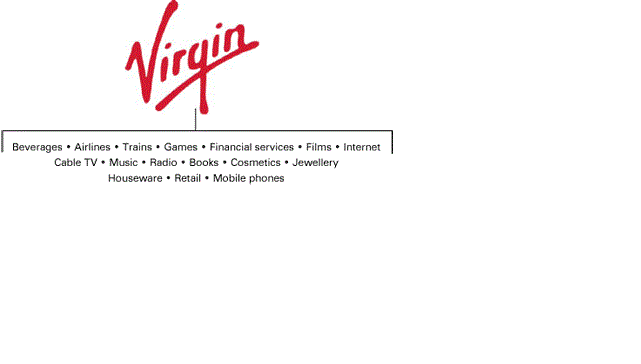 Virgin
Beverages • Airlines • Trains • Games • Financial services • Films • Internet
Cable TV • Music • Radio • Books • Cosmetics • Jewellery
Houseware • Retail • Mobile phones